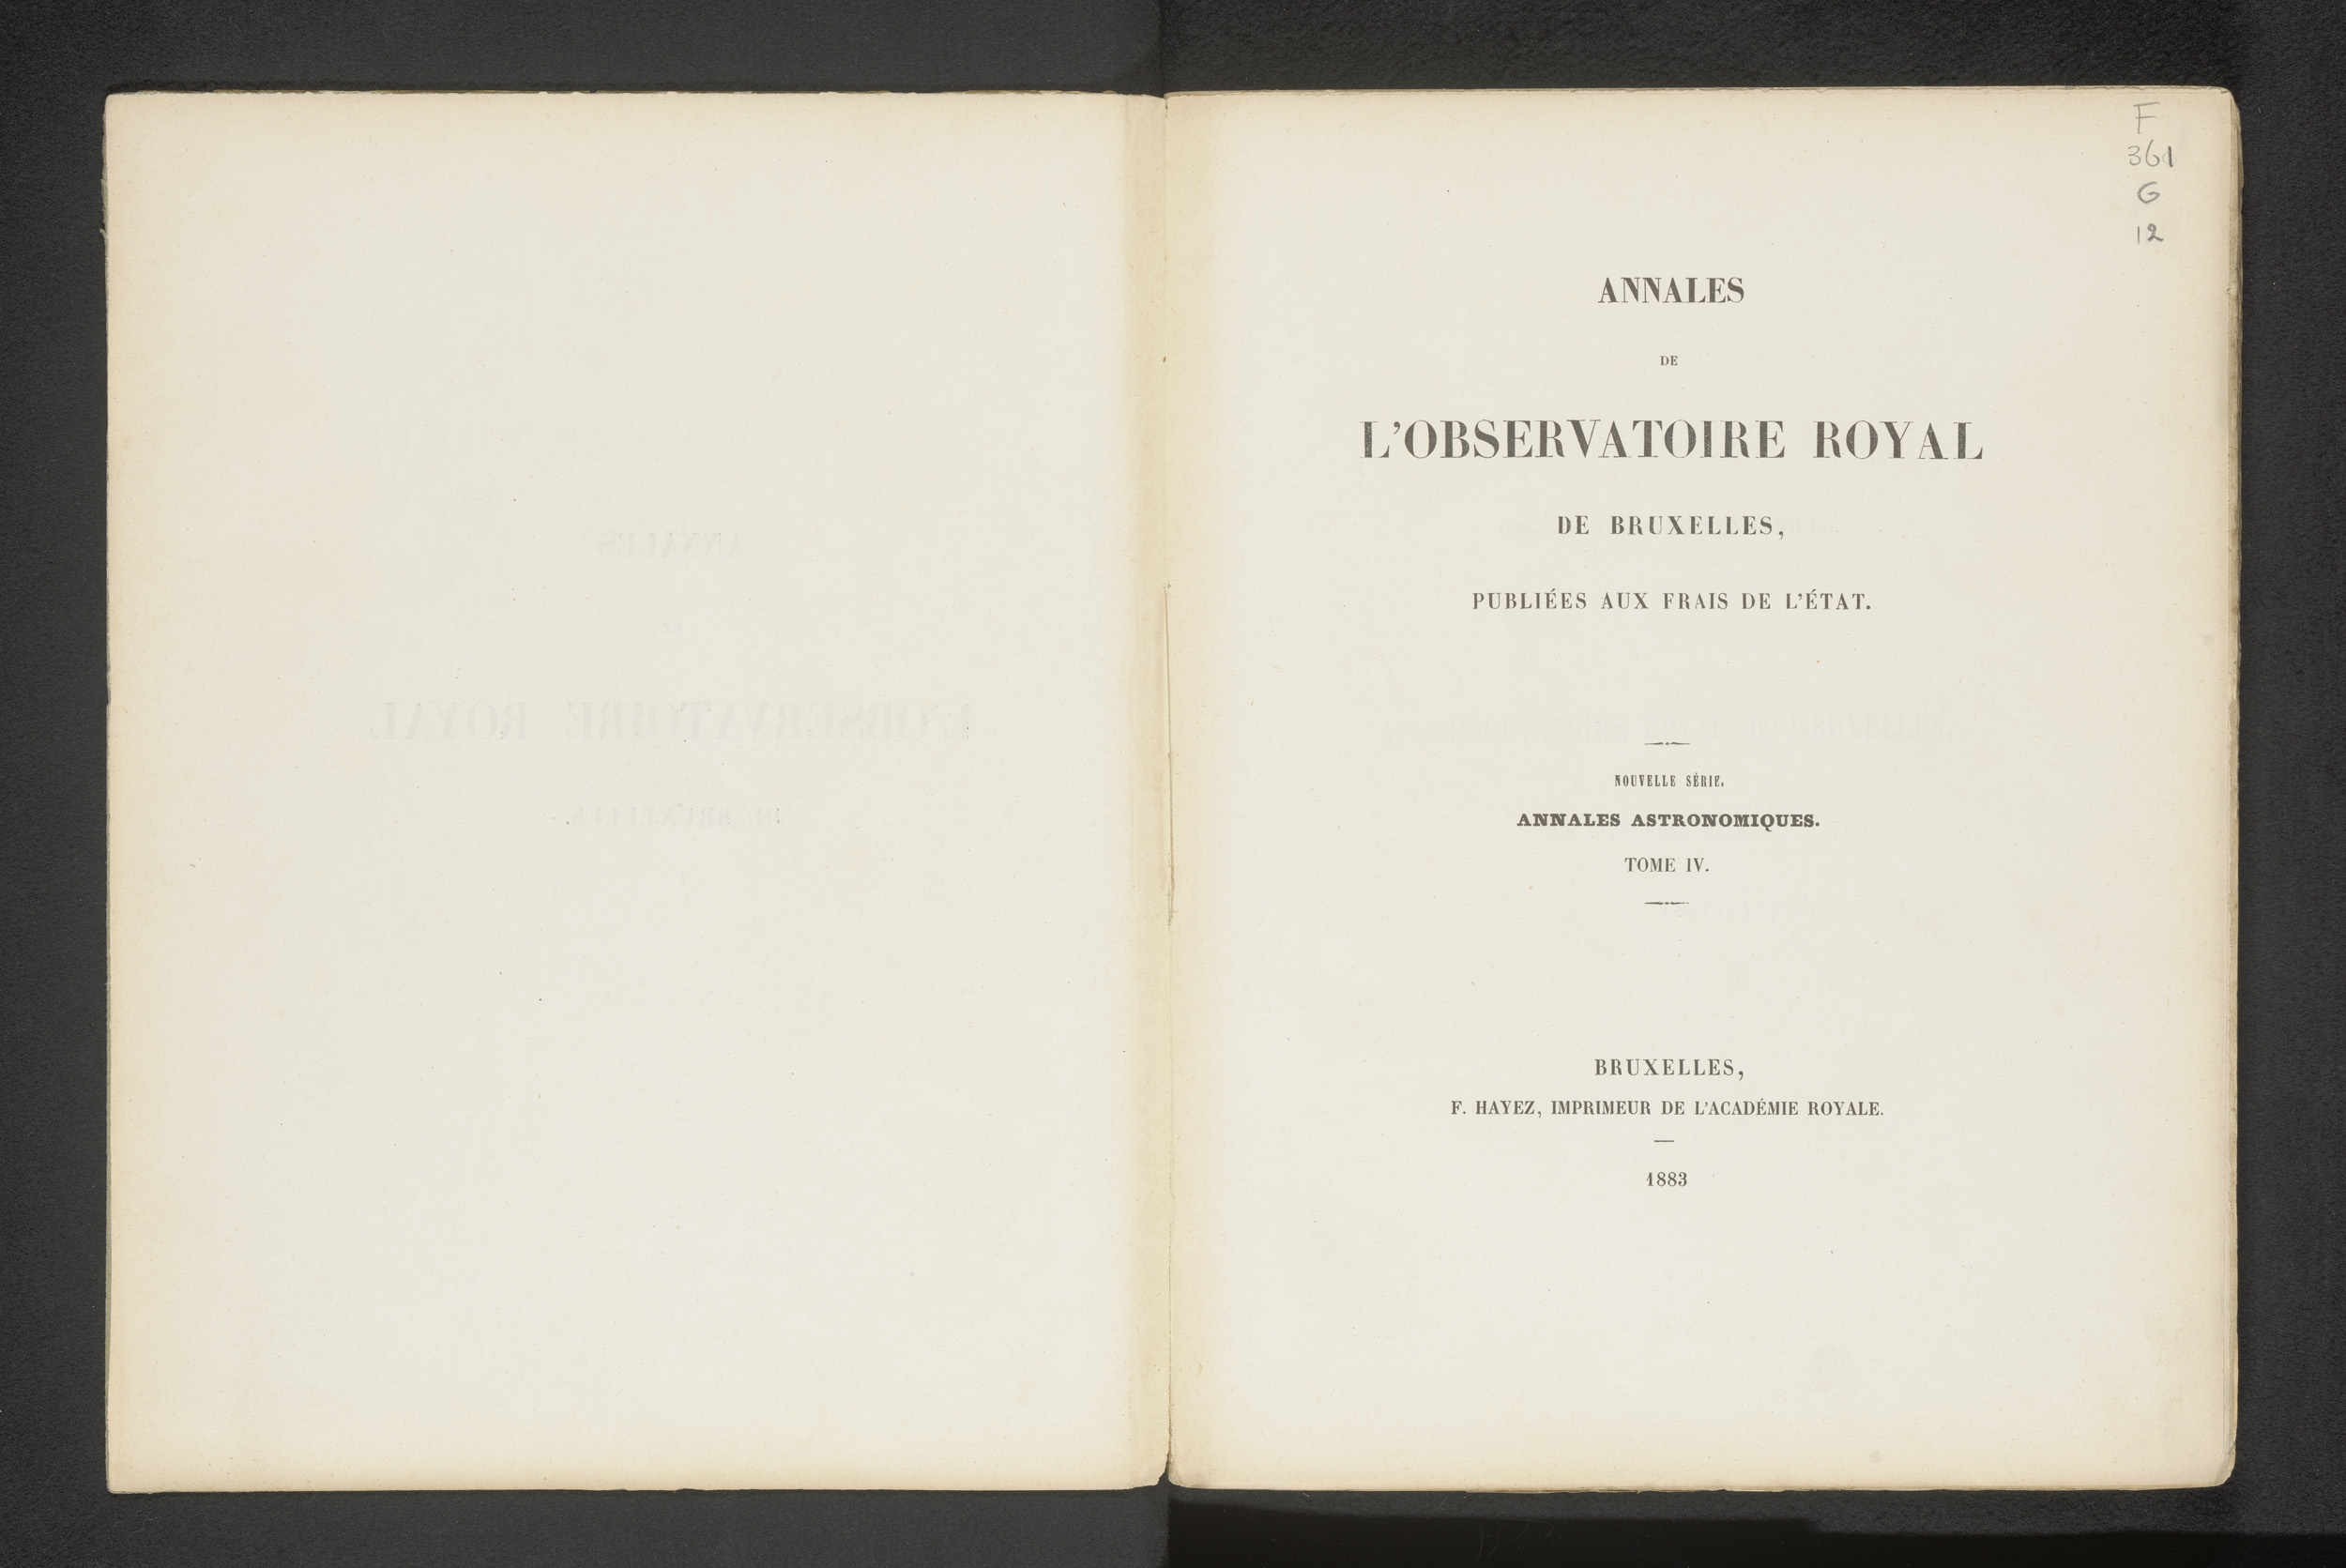 F
361
G
12
ANNALES
DE
L'OBSERVATOIRE ROYAL
DE BRUXELLES,
PUBLIÉES AUX FRAIS DE L'ÉTAT.
NOUVELLE SÉRIE.
ANNALES ASTRONOMIQUES.
TOME IV.
BRUXELLES,
F. HAYEZ, IMPRIMEUR DE L'ACADÉMIE ROYALE.
1883